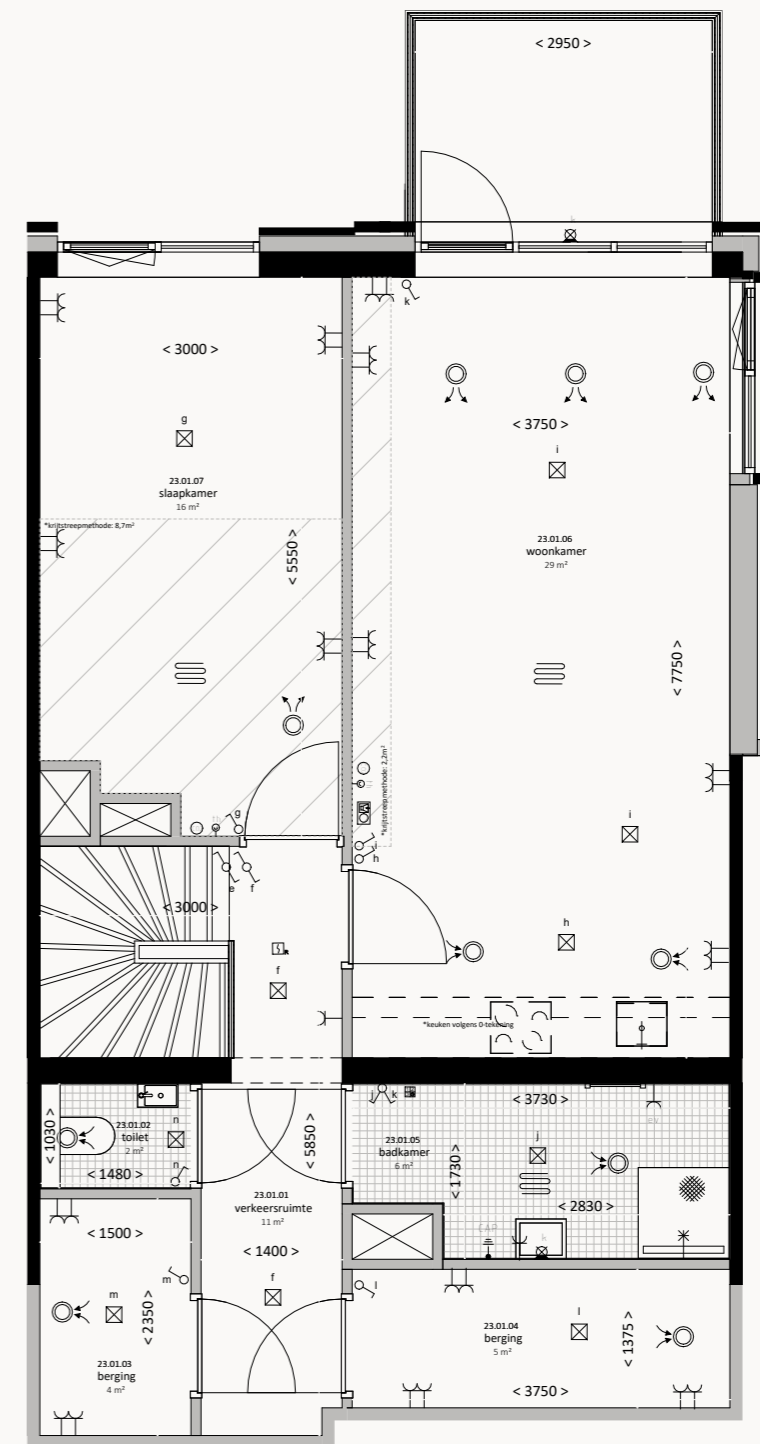 < 2950 >
k
k
< 3000 >
< 3750 >
g
i
23.01.07
slaapkamer
16 m²
*krijtstreepmethode: 8,7m²
< 5550 >
23.01.06
woonkamer
29 m²
< 7750 >
*krijtstreepmethode: 2,2m²
g
i
i
h
e
f
< 3000 >
h
f
*keuken volgens 0-tekening
j
k
< 3730 >
< 1030 >
23.01.02
toilet
2 m²
n
n
< 1480 >
< 5850 >
23.01.05
badkamer
6 m²
j
< 1730 >
< 2830 >
23.01.01
verkeersruimte
11 m²
CAP
k
< 1500 >
< 1400 >
m
f
l
m
< 2350 >
l
23.01.04
berging
5 m²
< 1375 >
23.01.03
berging
4 m²
< 3750 >